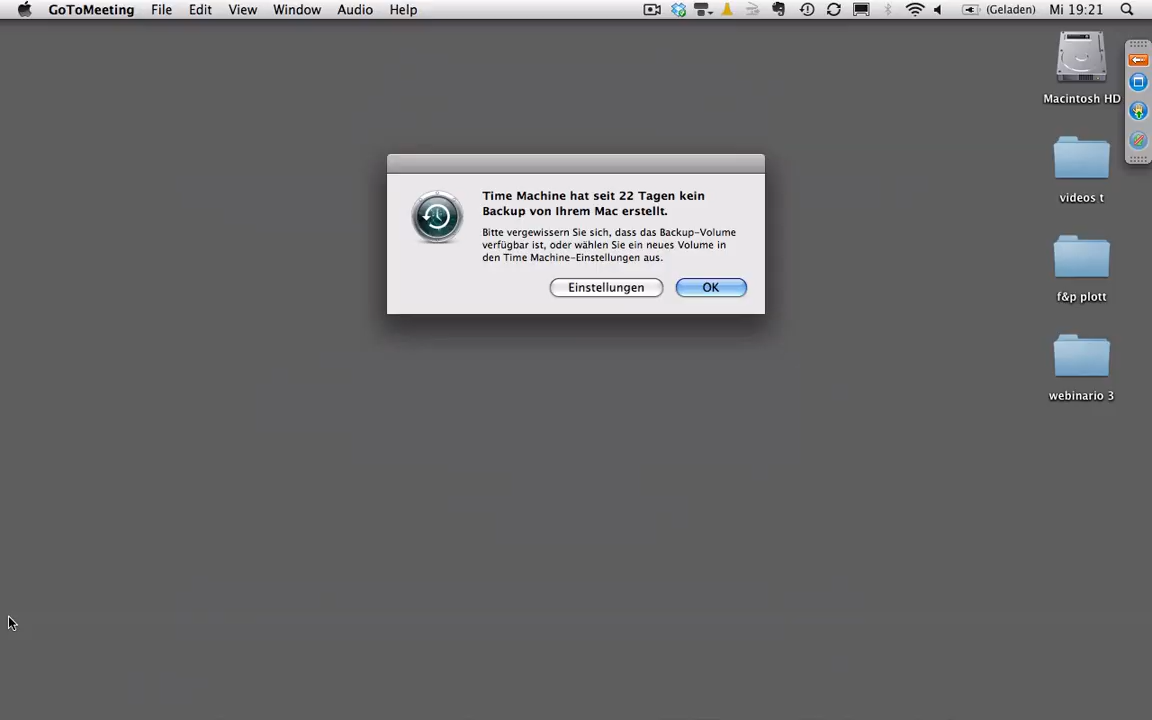 GoToMeeting File Edit View Window Audio Help (Geladen) Mi 19:21
Macintosh HD
Time Machine hat seit 22 Tagen kein
Backup von Ihrem Mac erstellt.
Bitte vergewissern Sie sich, dass das Backup-Volume
verfügbar ist, oder wählen Sie ein neues Volume in
den Time Machine-Einstellungen aus.
Einstellungen OK
videos t
f&p plott
webinario 3